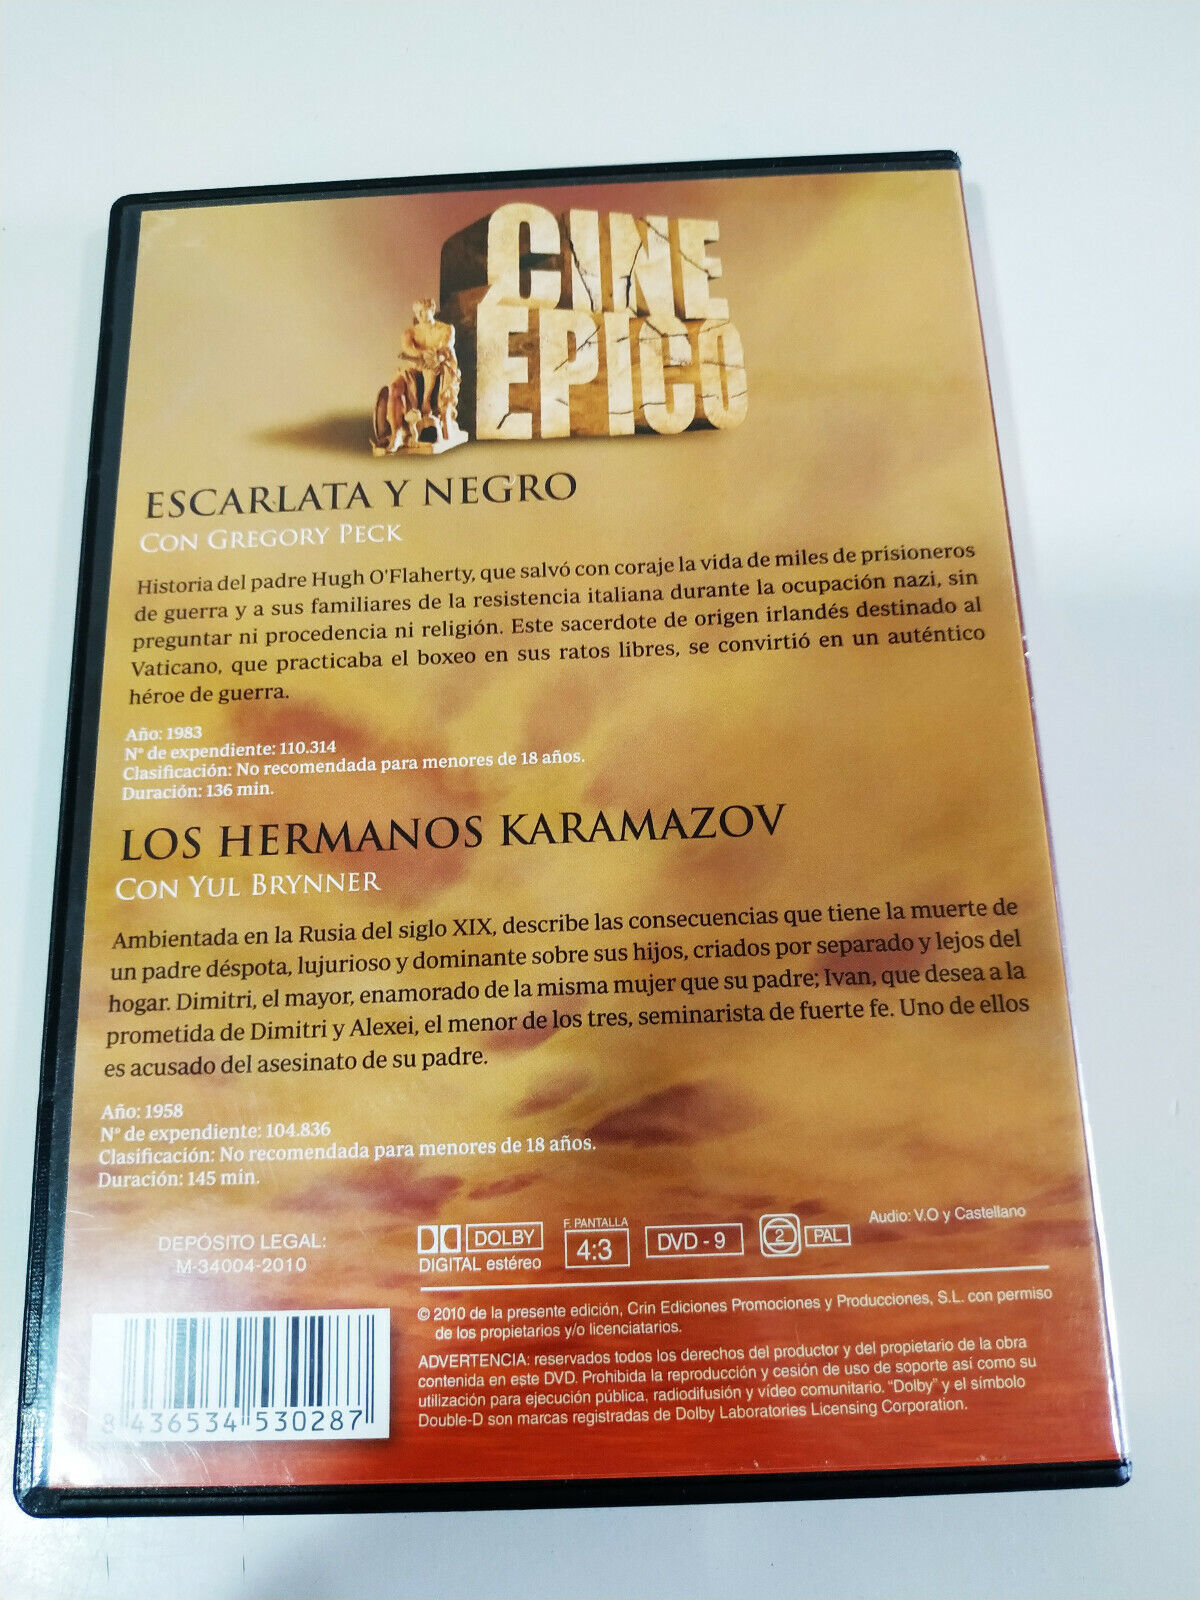 CINE
EPICO
ESCARLATA Y NEGRO
CON GREGORY PECK
Historia del padre Hugh O'Flaherty, que salvó con coraje la vida de miles de prisioneros
de guerra y a sus familiares de la resistencia italiana durante la ocupación nazi, sin
preguntar ni procedencia ni religión. Este sacerdote de origen irlandés destinado al
Vaticano, que practicaba el boxeo en sus ratos libres, se convirtió en un auténtico
héroe de guerra.
Año: 1983
Nº de expendiente: 110.314
Clasificación: No recomendada para menores de 18 años.
Duración: 136 min.
LOS HERMANOS KARAMAZOV
CON YUL BRYNNER
Ambientada en la Rusia del siglo XIX, describe las consecuencias que tiene la muerte de
un padre déspota, lujurioso y dominante sobre sus hijos, criados por separado y lejos del
hogar. Dimitri, el mayor, enamorado de la misma mujer que su padre; Ivan, que desea a la
prometida de Dimitri y Alexei, el menor de los tres, seminarista de fuerte fe. Uno de ellos
es acusado del asesinato de su padre.
Año: 1958
Nº de expendiente: 104.836
Clasificación: No recomendada para menores de 18 años.
Duración: 145 min.
DEPÓSITO LEGAL:
M-34004-2010
DOLBY
DIGITAL estéreo
F. PANTALLA
4:3
DVD - 9
2
PAL
Audio: V.O y Castellano
© 2010 de la presente edición, Crin Ediciones Promociones y Producciones, S.L. con permiso
de los propietarios y/o licenciatarios.
ADVERTENCIA: reservados todos los derechos del productor y del propietario de la obra
contenida en este DVD. Prohibida la reproducción y cesión de uso de soporte así como su
utilización para ejecución pública, radiodifusión y vídeo comunitario. "Dolby" y el símbolo
Double-D son marcas registradas de Dolby Laboratories Licensing Corporation.
8 436534 530287